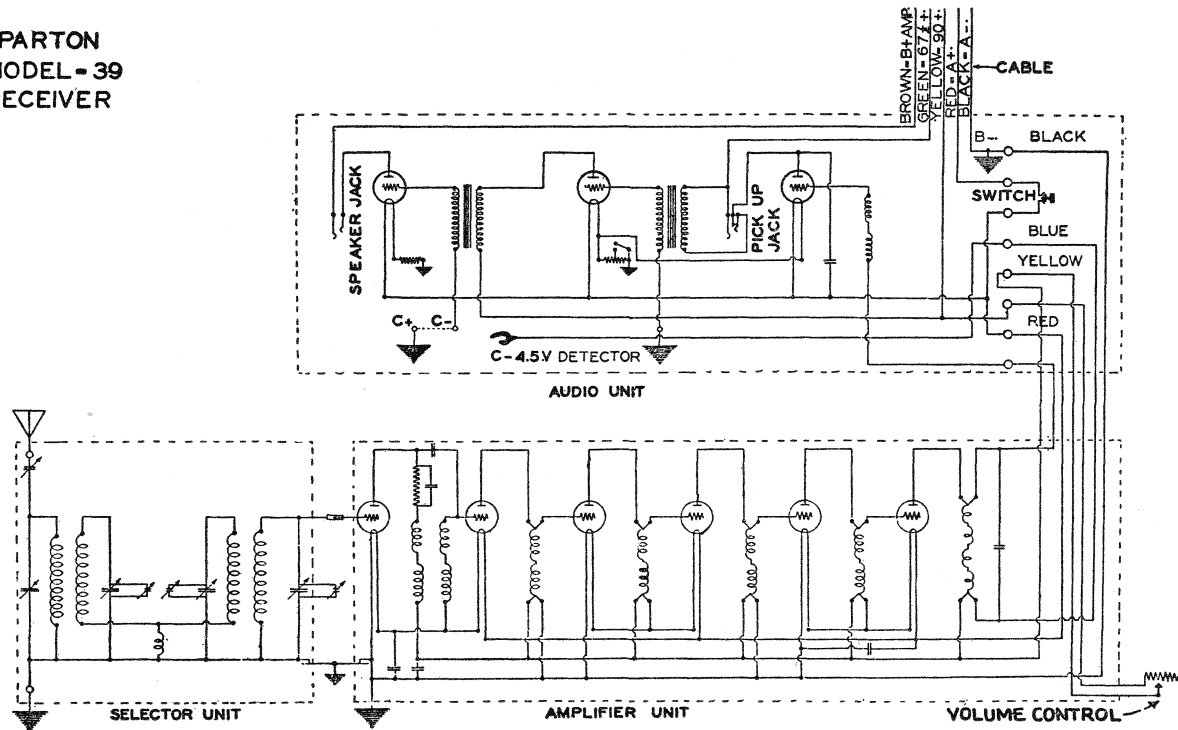 PARTON
MODEL-39
RECEIVER
BROWN-B+AMP
GREEN-67½+
YELLOW-90+
RED-A+
BLACK-A-
CABLE
B-
BLACK
SWITCH
BLUE
YELLOW
RED
SPEAKER JACK
PICK UP
JACK
C+ C-
C-4.5V DETECTOR
AUDIO UNIT
SELECTOR UNIT
AMPLIFIER UNIT
VOLUME CONTROL